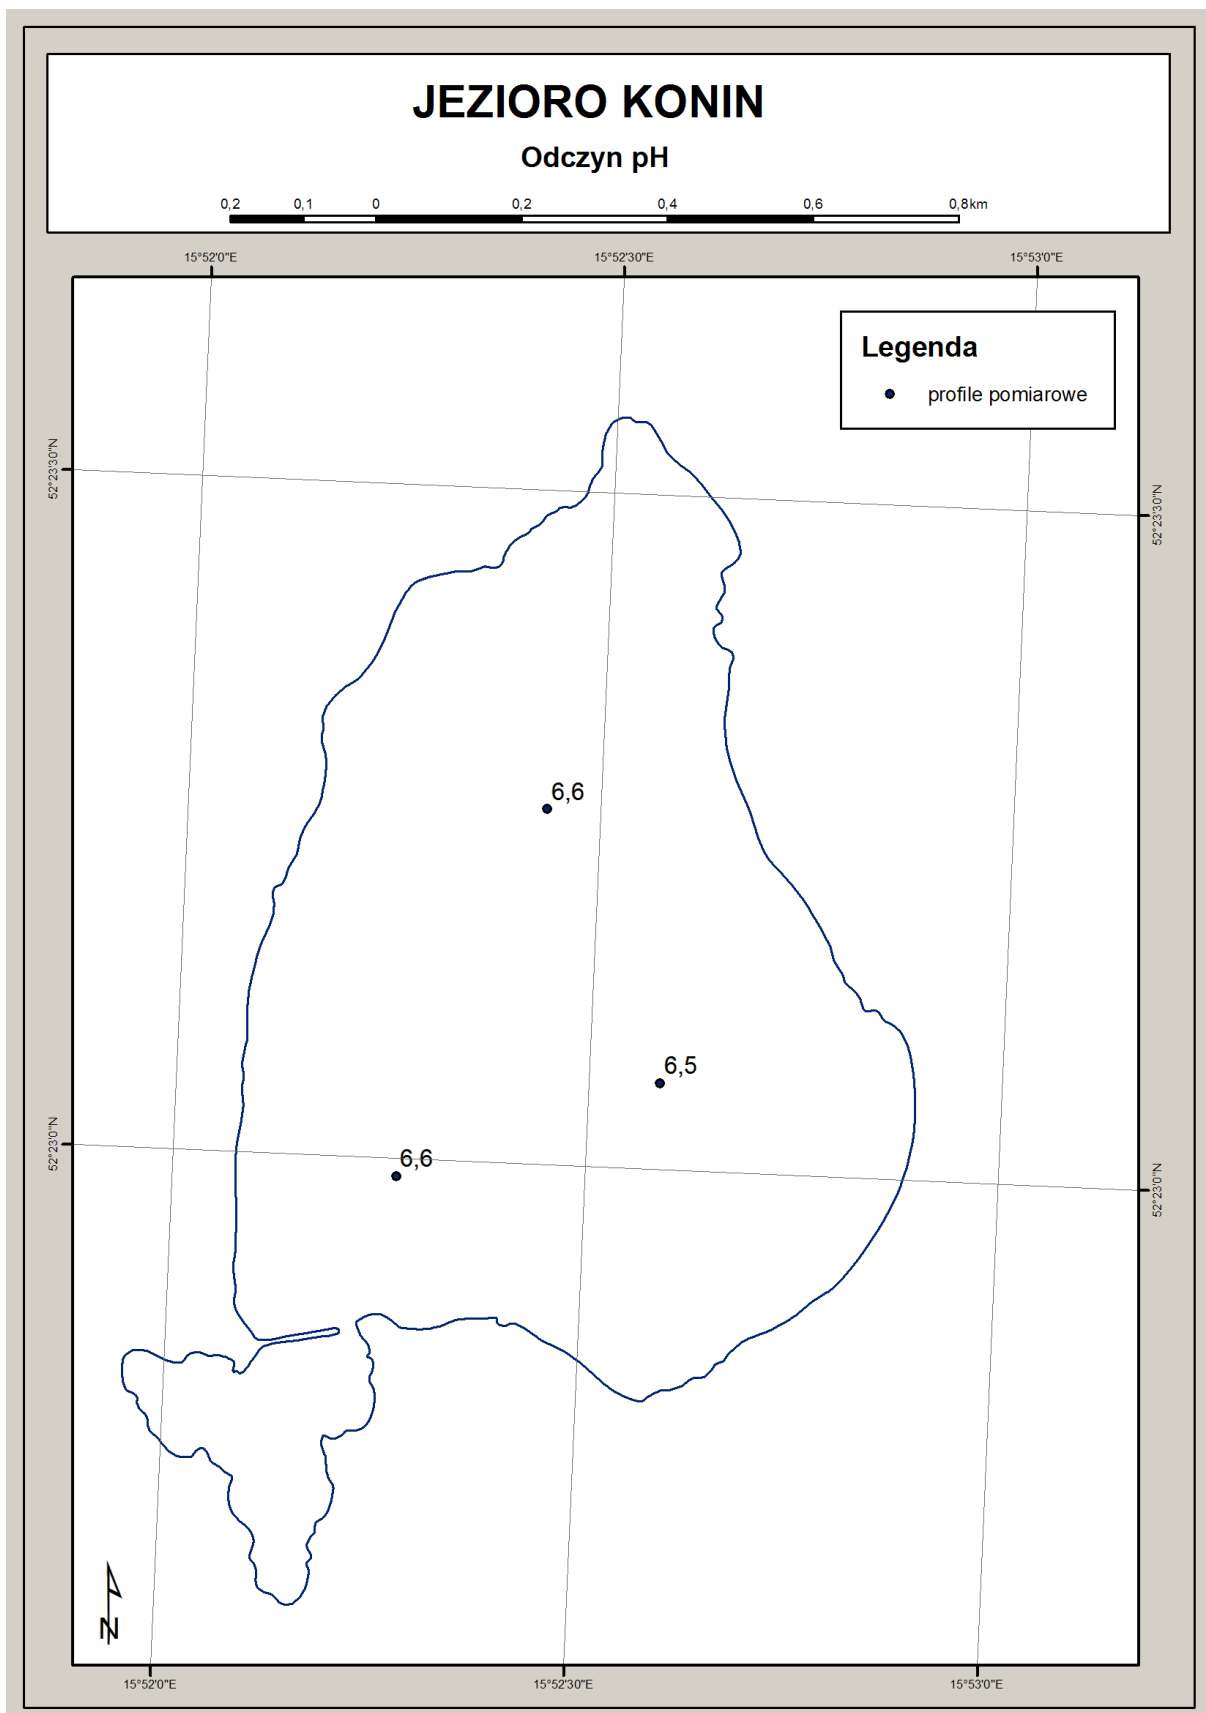 JEZIORO KONIN
Odczyn pH
0,2 0,1 0 0,2 0,4 0,6 0,8 km
15°52'0"E 15°52'30"E 15°53'0"E
Legenda
profile pomiarowe
52°23'30"N
52°23'30"N
6,6
6,5
52°23'0"N
6,6
52°23'0"N
N
15°52'0"E 15°52'30"E 15°53'0"E